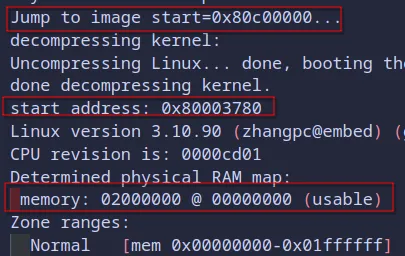 Jump to image start=0x80c00000...
decompressing kernel:
Uncompressing Linux... done, booting the
done decompressing kernel.
start address: 0x80003780
Linux version 3.10.90 (zhangpc@embed) (
CPU revision is: 0000cd01
Determined physical RAM map:
memory: 02000000 @ 00000000 (usable)
Zone ranges:
Normal [mem 0x00000000-0x01ffffff]